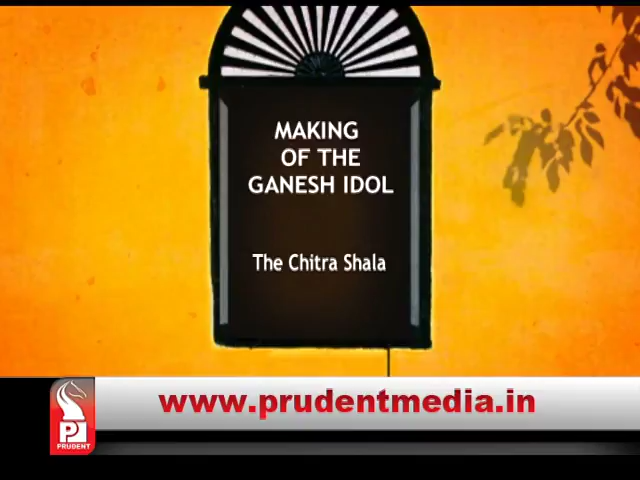 MAKING
OF THE
GANESH IDOL
The Chitra Shala
www.prudentmedia.in
P
PRUDENT